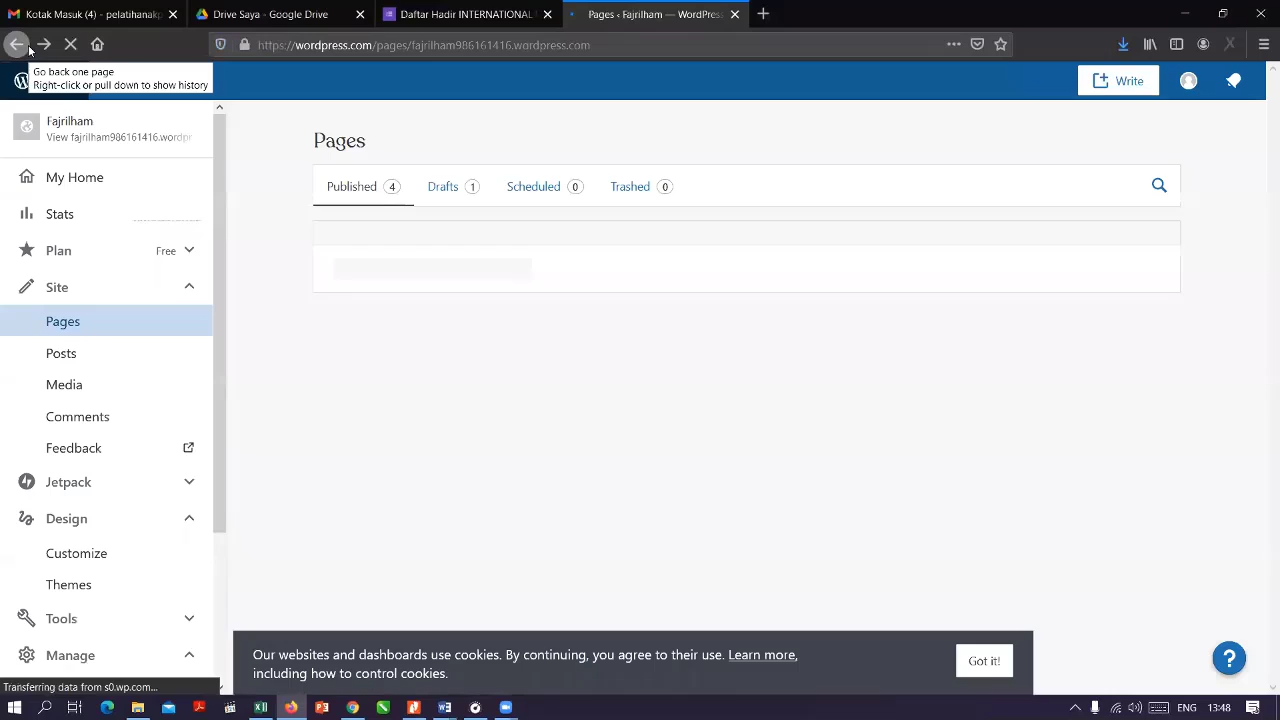 Kotak Masuk (4) - pelatihanakp
Drive Saya - Google Drive
Daftar Hadir INTERNATIONAL
Pages ‹ Fajrilham — WordPress
https://wordpress.com/pages/fajrilham986161416.wordpress.com
Go back one page
Right-click or pull down to show history
Write
Fajrilham
View fajrilham986161416.wordpr
My Home
Stats
Plan
Free
Site
Pages
Posts
Media
Comments
Feedback
Jetpack
Design
Customize
Themes
Tools
Manage
Pages
Published 4
Drafts 1
Scheduled 0
Trashed 0
Our websites and dashboards use cookies. By continuing, you agree to their use. Learn more,
including how to control cookies.
Got it!
Transferring data from s0.wp.com...
ENG
13:48